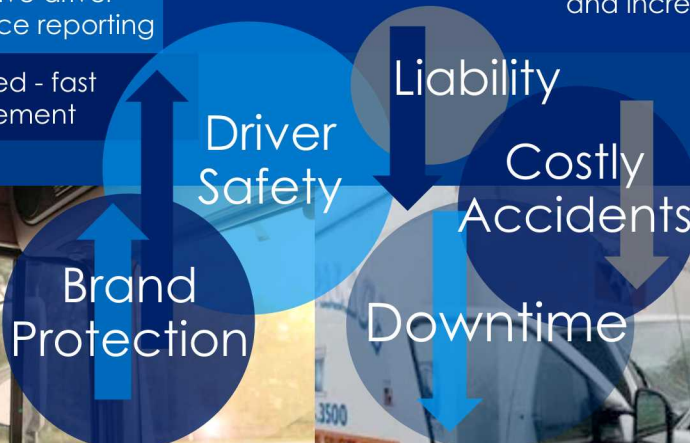 ce reporting
and incre
ed - fast
ement
Driver
Safety
Brand
Protection
Liability
Costly
Accidents
Downtime
3500